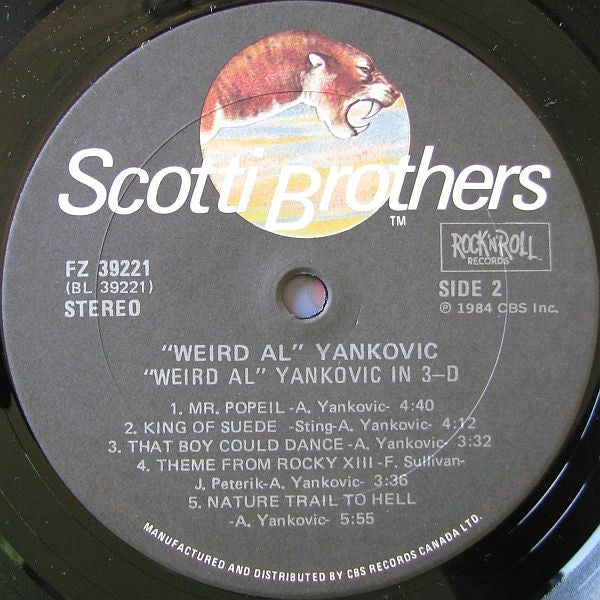 Scotti Brothers
TM
ROCK'N'ROLL
RECORDS
FZ 39221
(BL 39221)
STEREO
SIDE 2
℗ 1984 CBS Inc.
"WEIRD AL" YANKOVIC
"WEIRD AL" YANKOVIC IN 3–D
1. MR. POPEIL -A. Yankovic- 4:40
2. KING OF SUEDE -Sting-A. Yankovic- 4:12
3. THAT BOY COULD DANCE -A. Yankovic- 3:32
4. THEME FROM ROCKY XIII -F. Sullivan-
J. Peterik-A. Yankovic- 3:36
5. NATURE TRAIL TO HELL
-A. Yankovic- 5:55
MANUFACTURED AND DISTRIBUTED BY CBS RECORDS CANADA LTD.